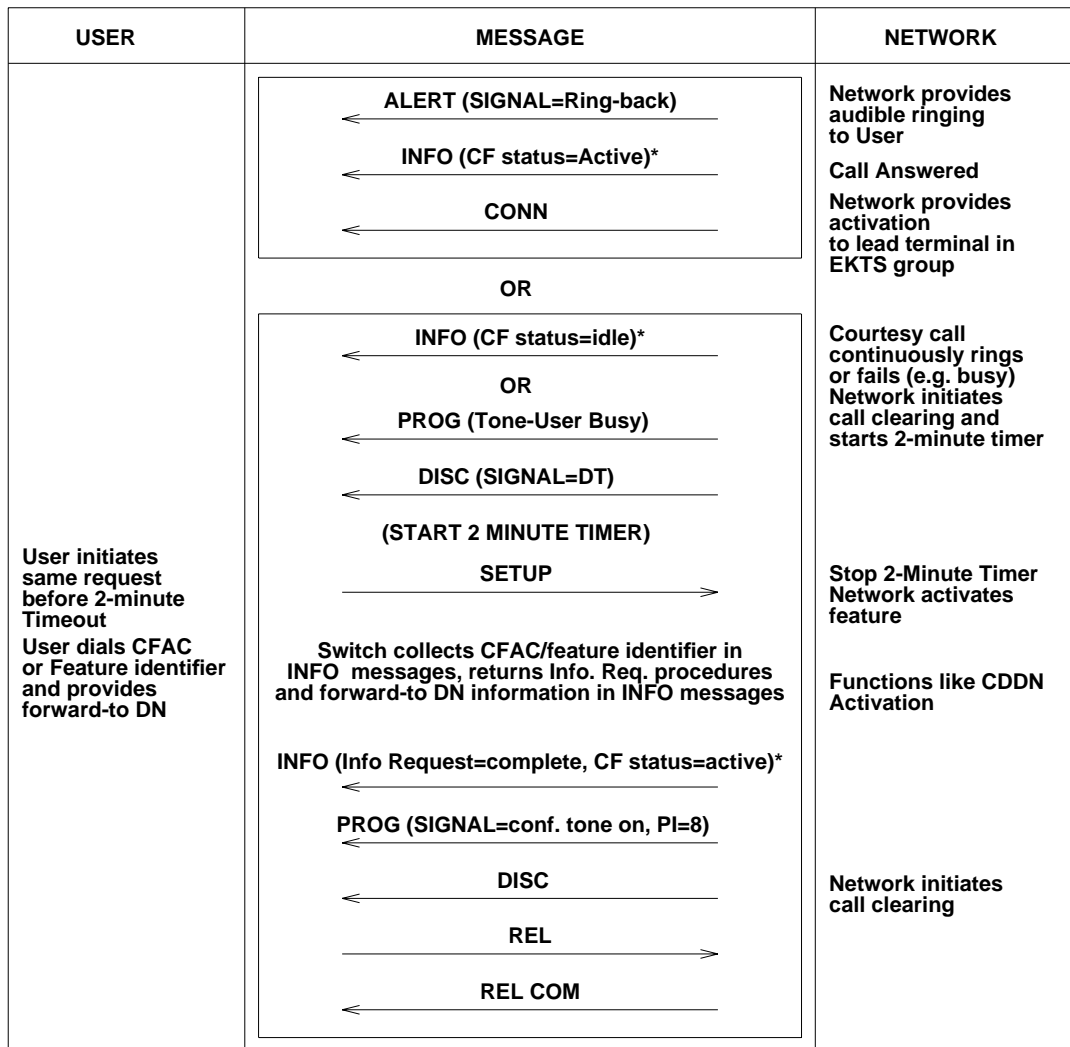 USER
MESSAGE
NETWORK
ALERT (SIGNAL=Ring-back)
Network provides
audible ringing
to User
INFO (CF status=Active)*
Call Answered
CONN
Network provides
activation
to lead terminal in
EKTS group
OR
INFO (CF status=idle)*
Courtesy call
continuously rings
or fails (e.g. busy)
Network initiates
call clearing and
starts 2-minute timer
OR
PROG (Tone-User Busy)
DISC (SIGNAL=DT)
(START 2 MINUTE TIMER)
User initiates
same request
before 2-minute
Timeout
SETUP
Stop 2-Minute Timer
Network activates
feature
User dials CFAC
or Feature identifier
and provides
forward-to DN
Switch collects CFAC/feature identifier in
INFO messages, returns Info. Req. procedures
and forward-to DN information in INFO messages
Functions like CDDN
Activation
INFO (Info Request=complete, CF status=active)*
PROG (SIGNAL=conf. tone on, PI=8)
DISC
Network initiates
call clearing
REL
REL COM